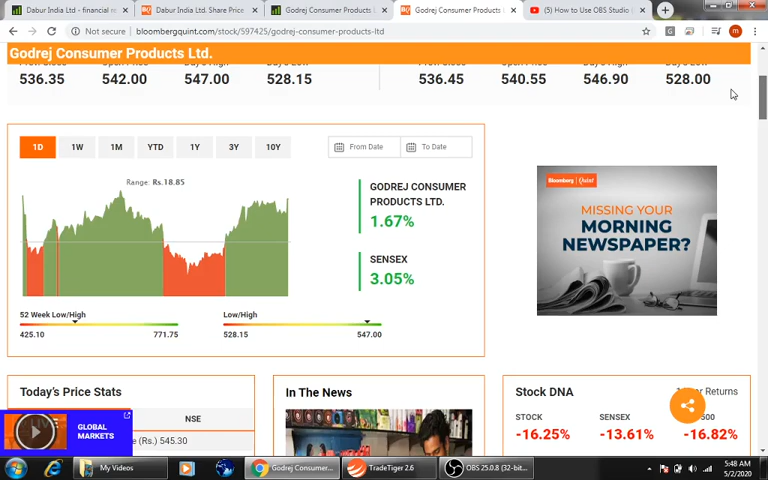 Dabur India Ltd - financial m
Dabur India Ltd. Share Price
Godrej Consumer Products L
Godrej Consumer Products L
(5) How to Use OBS Studio
Not secure
bloombergquint.com/stock/597425/godrej-consumer-products-ltd
Godrej Consumer Products Ltd.
536.35 542.00 547.00 528.15 536.45 540.55 546.90 528.00
1D 1W 1M YTD 1Y 3Y 10Y From Date To Date
Range: Rs.18.85
GODREJ CONSUMER
PRODUCTS LTD.
1.67%
SENSEX
3.05%
Bloomberg Quint
MISSING YOUR
MORNING
NEWSPAPER?
52 Week Low/High
425.10 771.75
Low/High
528.15 547.00
Today's Price Stats
NSE
e (Rs.) 545.30
LIVE
GLOBAL
MARKETS
In The News
Stock DNA
r Returns
STOCK SENSEX 500
-16.25% -13.61% -16.82%
My Videos
Godrej Consumer...
TradeTiger 2.6
OBS 25.0.8 (32-bit...
5:48 AM
5/2/2020